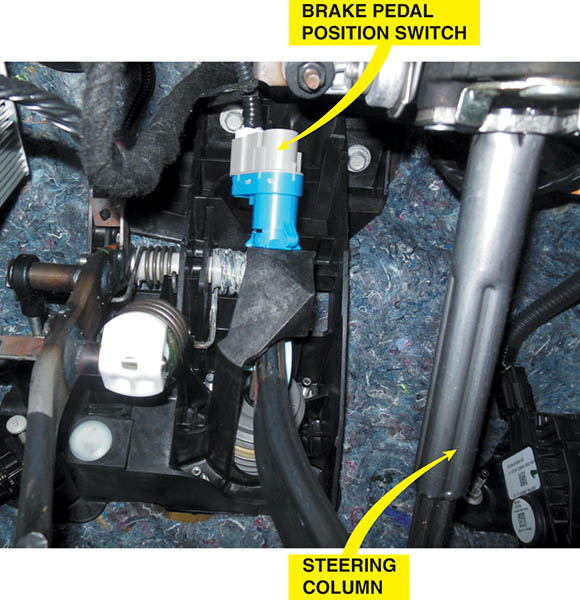 BRAKE PEDAL
POSITION SWITCH
STEERING
COLUMN